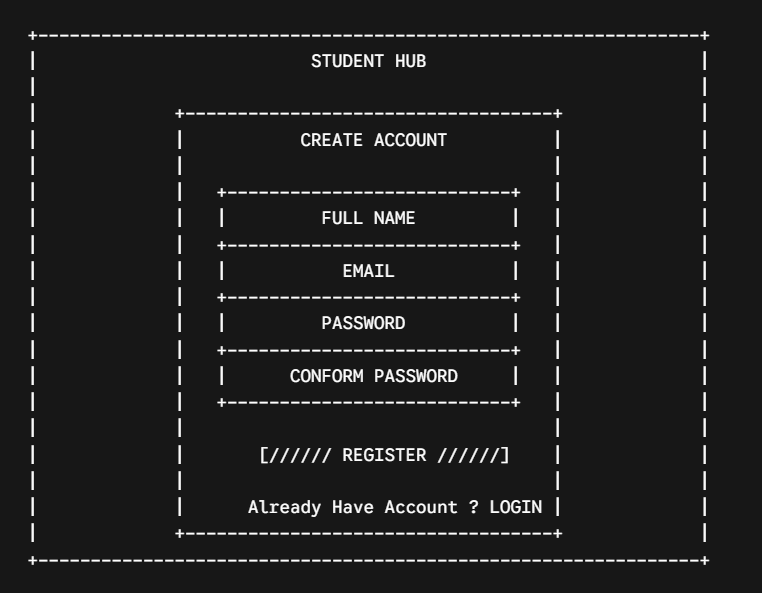 STUDENT HUB
CREATE ACCOUNT
FULL NAME
EMAIL
PASSWORD
CONFORM PASSWORD
[////// REGISTER //////]
Already Have Account ? LOGIN